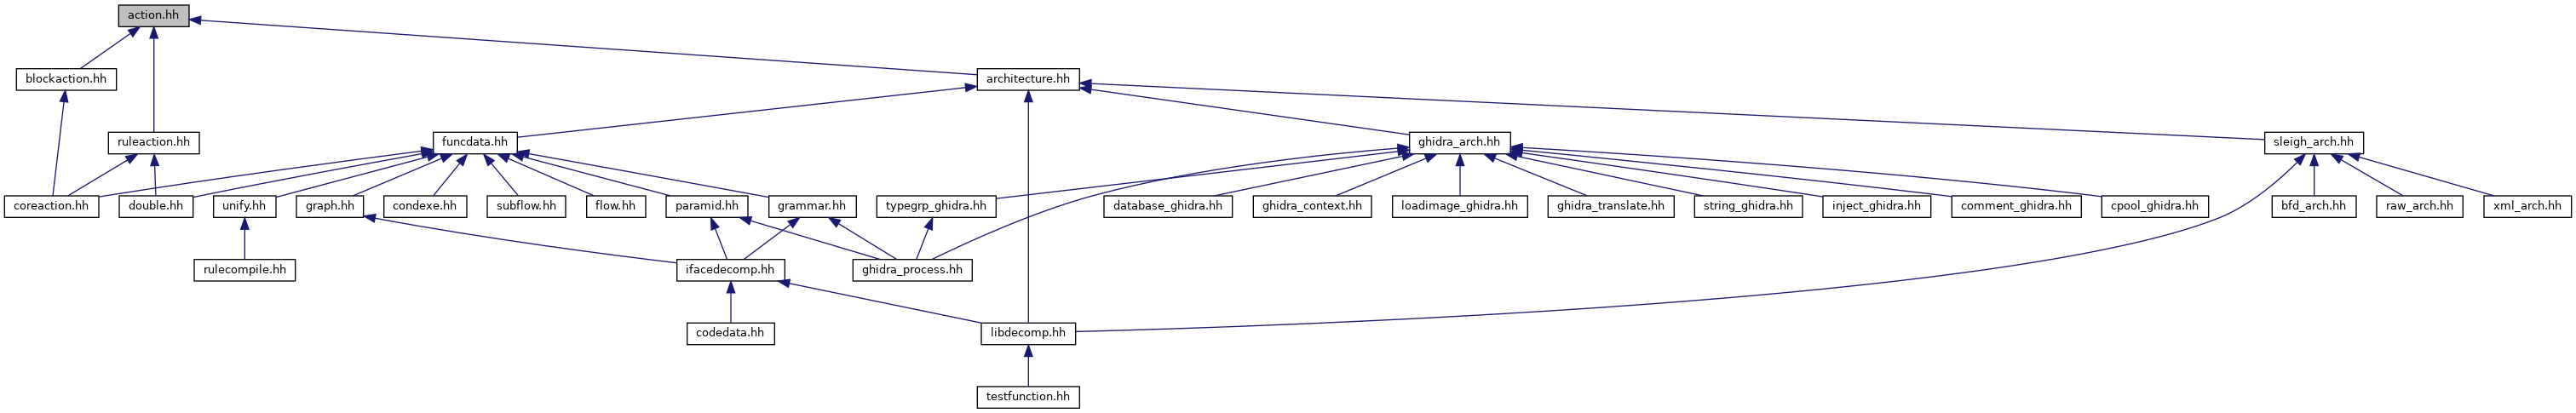 action.hh
blockaction.hh
architecture.hh
ruleaction.hh
funcdata.hh
ghidra_arch.hh
sleigh_arch.hh
coreaction.hh
double.hh
unify.hh
graph.hh
condexe.hh
subflow.hh
flow.hh
paramid.hh
grammar.hh
typegrp_ghidra.hh
database_ghidra.hh
ghidra_context.hh
loadimage_ghidra.hh
ghidra_translate.hh
string_ghidra.hh
inject_ghidra.hh
comment_ghidra.hh
cpool_ghidra.hh
bfd_arch.hh
raw_arch.hh
xml_arch.hh
rulecompile.hh
ifacedecomp.hh
ghidra_process.hh
codedata.hh
libdecomp.hh
testfunction.hh